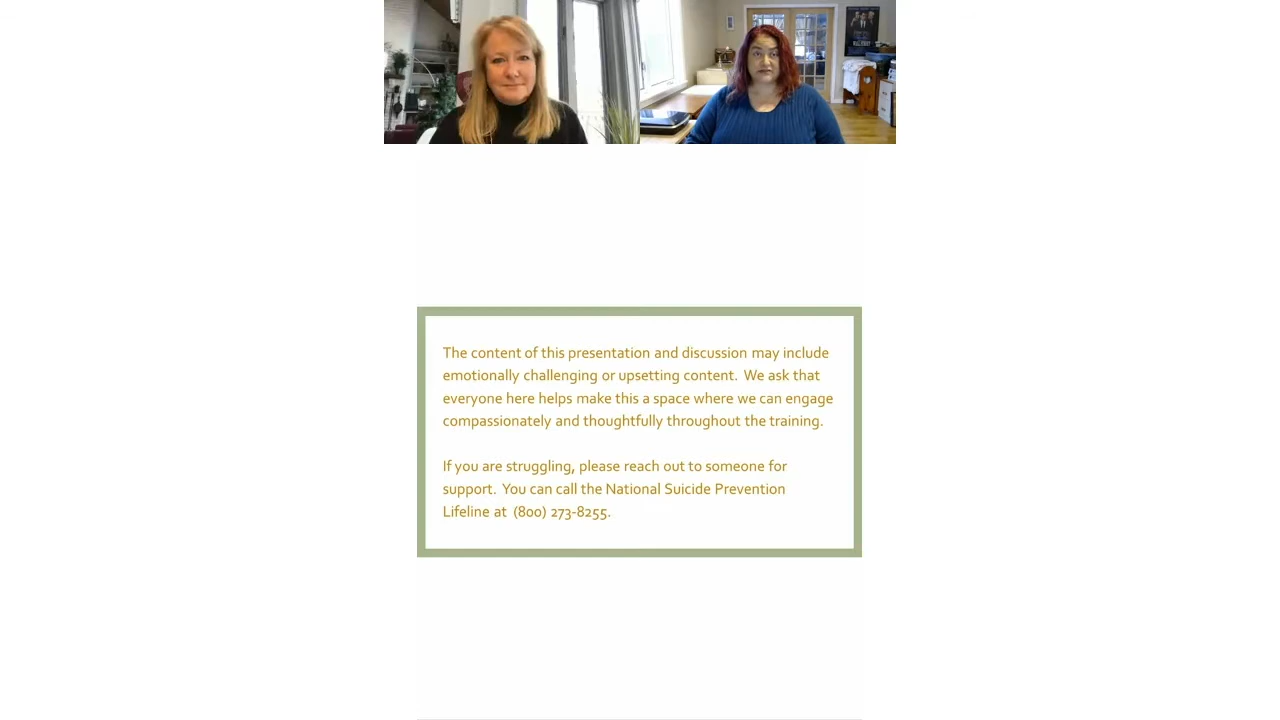 The content of this presentation and discussion may include
emotionally challenging or upsetting content.  We ask that
everyone here helps make this a space where we can engage
compassionately and thoughtfully throughout the training.
If you are struggling, please reach out to someone for
support.  You can call the National Suicide Prevention
Lifeline at  (800) 273-8255.